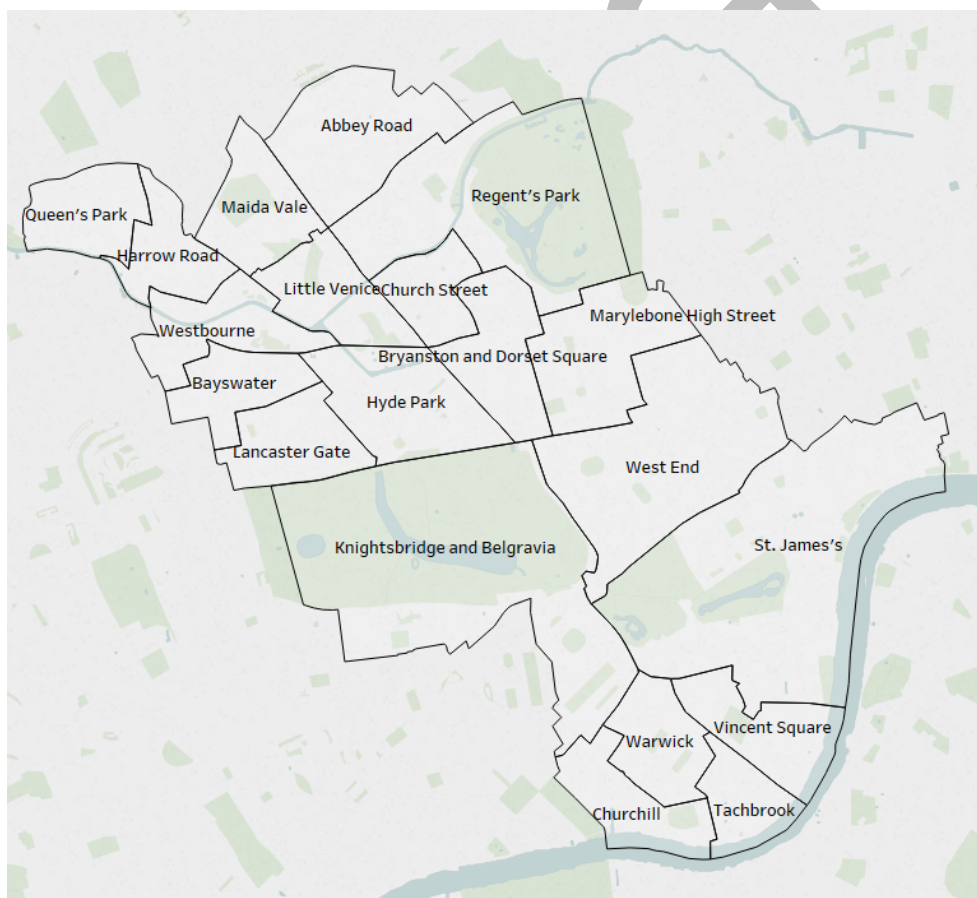 Abbey Road
Regent's Park
Queen's Park
Maida Vale
Harrow Road
Little Venice
Church Street
Marylebone High Street
Westbourne
Bryanston and Dorset Square
Bayswater
Hyde Park
Lancaster Gate
West End
Knightsbridge and Belgravia
St. James's
Vincent Square
Warwick
Churchill
Tachbrook